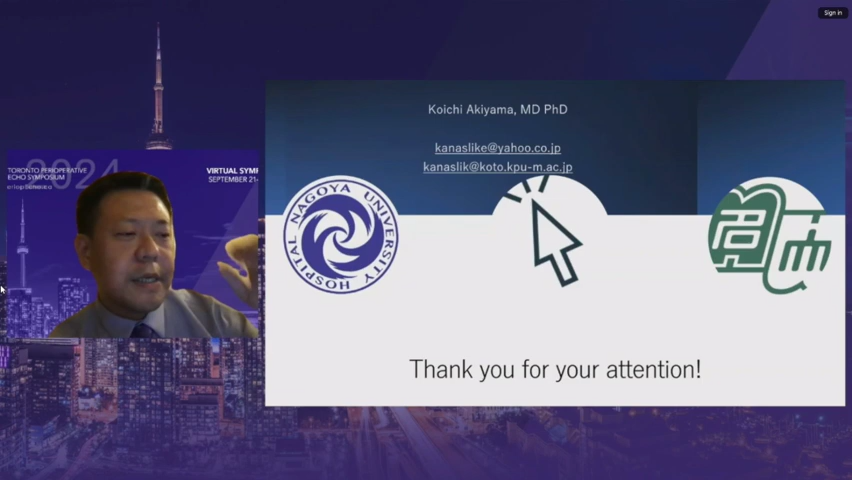 Sign in
Koichi Akiyama, MD PhD
kanaslike@yahoo.co.jp
kanaslik@koto.kpu-m.ac.jp
2024
TORONTO PERIOPERATIVE
ECHO SYMPOSIUM
VIRTUAL SYMP
SEPTEMBER 21-
NAGOYA UNIVERSITY HOSPITAL
Thank you for your attention!